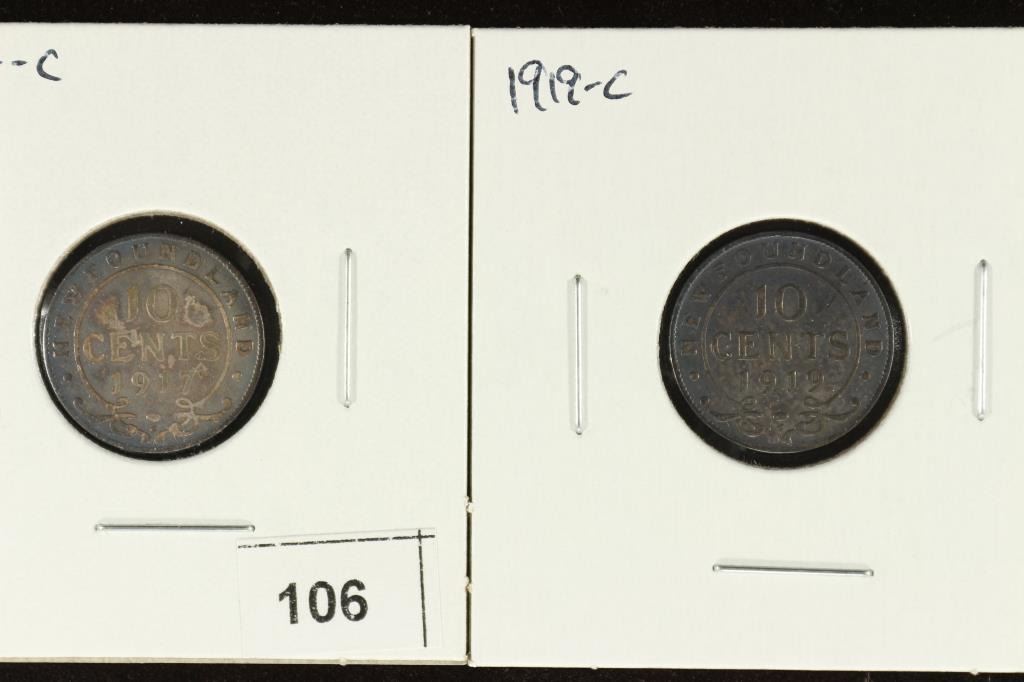 --C
NEWFOUNDLAND
10
CENTS
1917
106
1919-C
NEWFOUNDLAND
10
CENTS
1919